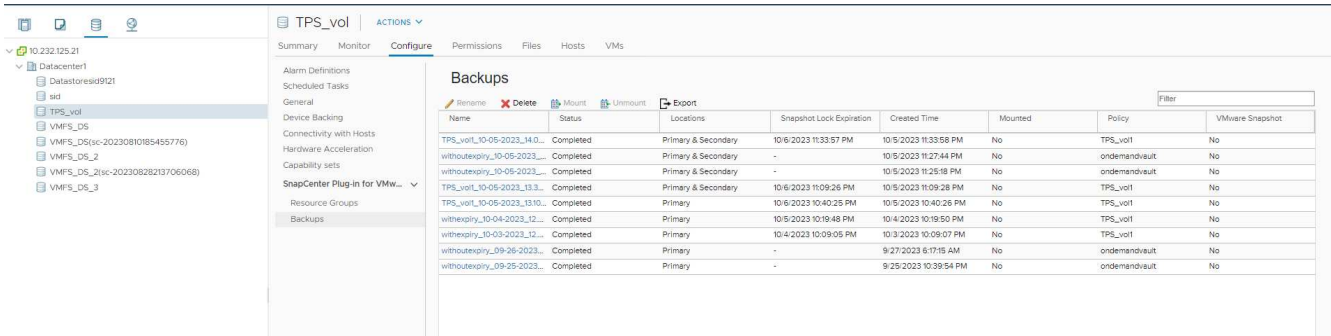 TPS_vol ACTIONS
Summary Monitor Configure Permissions Files Hosts VMs
10.232.125.21
Datacenter1
Datastoresid9121
sid
TPS_vol
VMFS_DS
VMFS_DS(sc-20230810185455776)
VMFS_DS_2
VMFS_DS_2(sc-20230828213706068)
VMFS_DS_3
Alarm Definitions
Scheduled Tasks
General
Device Backing
Connectivity with Hosts
Hardware Acceleration
Capability sets
SnapCenter Plug-in for VMw...
Resource Groups
Backups
Backups
Rename Delete Mount Unmount Export Filter
Name Status Locations Snapshot Lock Expiration Created Time Mounted Policy VMware Snapshot
TPS_vol1_10-05-2023_14.0... Completed Primary & Secondary 10/6/2023 11:33:57 PM 10/5/2023 11:33:58 PM No TPS_vol1 No
withoutexpiry_10-05-2023_... Completed Primary & Secondary - 10/5/2023 11:27:44 PM No ondemandvault No
withoutexpiry_10-05-2023_... Completed Primary & Secondary - 10/5/2023 11:25:18 PM No ondemandvault No
TPS_vol1_10-05-2023_13.3... Completed Primary & Secondary 10/6/2023 11:09:26 PM 10/5/2023 11:09:28 PM No TPS_vol1 No
TPS_vol1_10-05-2023_13.10... Completed Primary 10/6/2023 10:40:25 PM 10/5/2023 10:40:26 PM No TPS_vol1 No
withexpiry_10-04-2023_12.... Completed Primary 10/5/2023 10:19:48 PM 10/4/2023 10:19:50 PM No TPS_vol1 No
withexpiry_10-03-2023_12.... Completed Primary 10/4/2023 10:09:05 PM 10/3/2023 10:09:07 PM No TPS_vol1 No
withoutexpiry_09-26-2023... Completed Primary - 9/27/2023 6:17:15 AM No ondemandvault No
withoutexpiry_09-25-2023... Completed Primary - 9/25/2023 10:39:54 PM No ondemandvault No